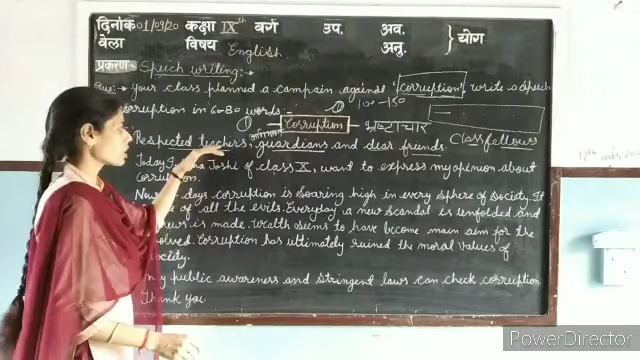 दिनांक 01/09/20 कक्षा IXth वर्ग उप. अव. योग
वेला विषय English अनु.
प्रकरण Speech writing:→
Que:→ Your class planned a campain against 'Corruption' write a speech
corruption in 60-80 words:-
100-150
Corruption - भ्रष्टाचार
Respected teachers, guardians and dear friends. Classfellows
Today I Joshi of class X, want to express my opinion about
corruption.
days corruption is soaring high in every sphere of society. It
of all the evils. Everyday a new scandal is unfolded and
news is made. Wealth seems to have become main aim for the
Corruption has ultimately ruined the moral values of
society.
public awareness and stringent laws can check corruption
Thank you
PowerDirector